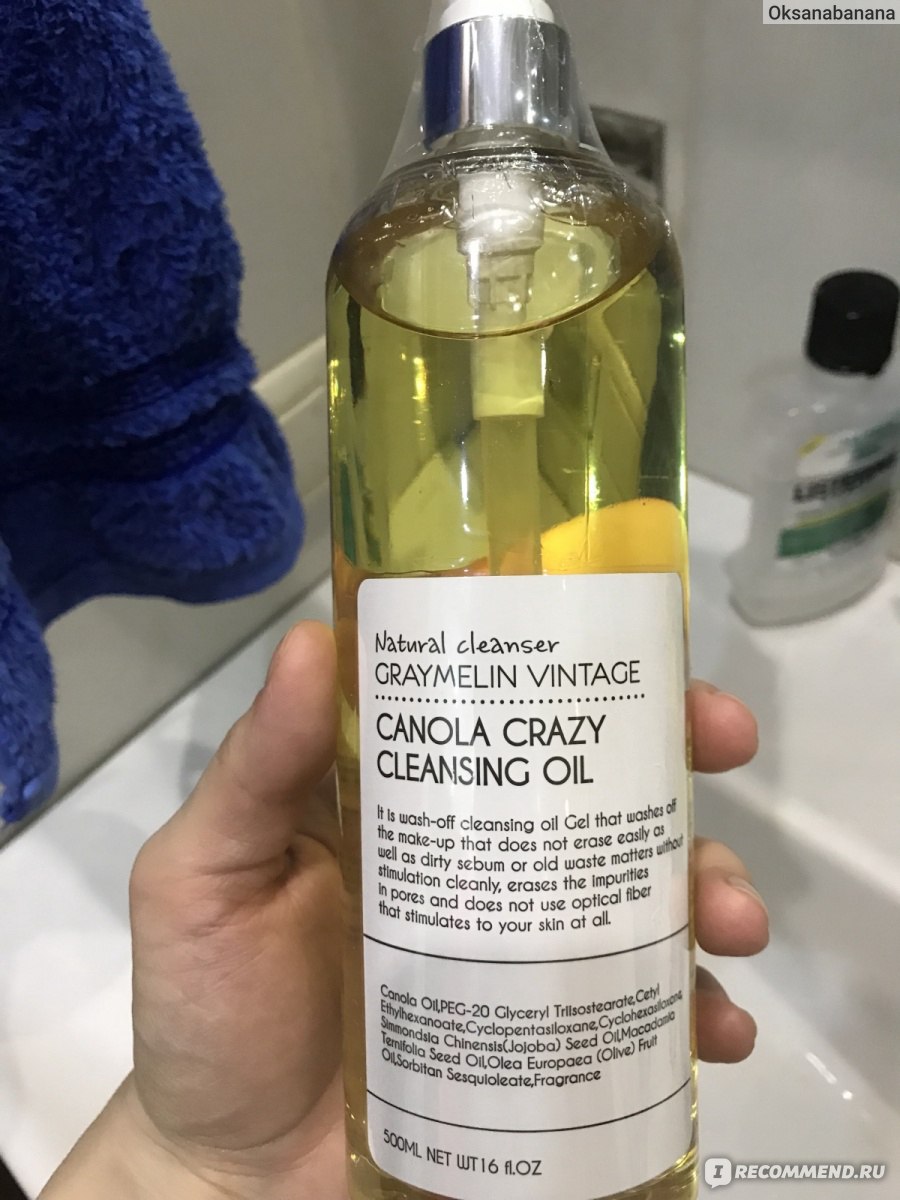 Oksanabanana
LISTERINE
Natural cleanser
GRAYMELIN VINTAGE
CANOLA CRAZY
CLEANSING OIL
It is wash-off cleansing oil Gel that washes off
the make-up that does not erase easily as
well as dirty sebum or old waste matters without
stimulation cleanly, erases the impurities
in pores and does not use optical fiber
that stimulates to your skin at all.
Canola Oil,PEG-20 Glyceryl Triisostearate,Cetyl
Ethylhexanoate,Cyclopentasiloxane,Cyclohexasiloxane,
Simmondsia Chinensis(Jojoba) Seed Oil,Macadamia
Ternifolia Seed Oil,Olea Europaea (Olive) Fruit
Oil,Sorbitan Sesquioleate,Fragrance
500ML NET WT16 fl.OZ
IRECOMMEND.RU